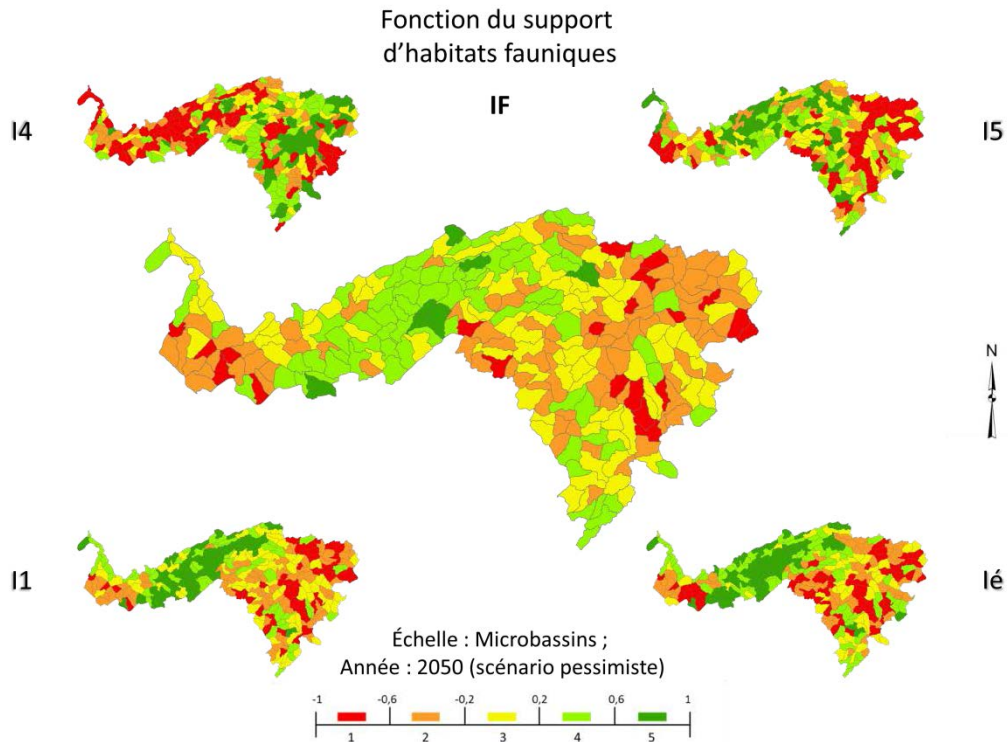 Fonction du support
d'habitats fauniques
I4
IF
I5
N
I1
Ié
Échelle : Microbassins ;
Année : 2050 (scénario pessimiste)
-1 -0,6 -0,2 0,2 0,6 1
1 2 3 4 5